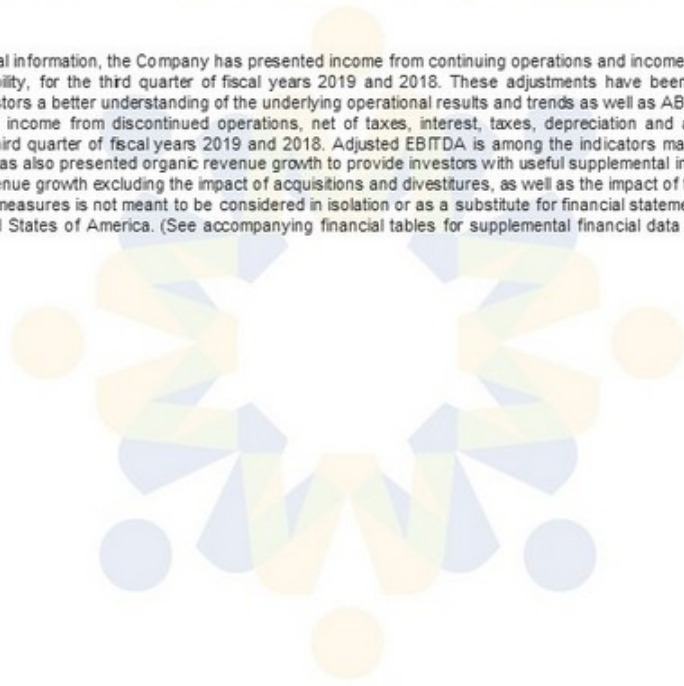 al information, the Company has presented income from continuing operations and income
bility, for the third quarter of fiscal years 2019 and 2018. These adjustments have been
stors a better understanding of the underlying operational results and trends as well as AB
income from discontinued operations, net of taxes, interest, taxes, depreciation and a
hird quarter of fiscal years 2019 and 2018. Adjusted EBITDA is among the indicators ma
as also presented organic revenue growth to provide investors with useful supplemental in
enue growth excluding the impact of acquisitions and divestitures, as well as the impact of t
measures is not meant to be considered in isolation or as a substitute for financial stateme
l States of America. (See accompanying financial tables for supplemental financial data